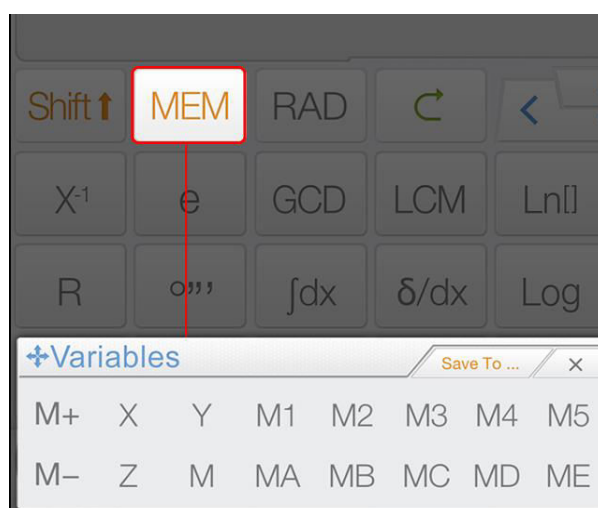 Shift MEM RAD
X-1 e GCD LCM Ln[]
R °''' ∫dx δ/dx Log
Variables Save To ... ×
M+ X Y M1 M2 M3 M4 M5
M– Z M MA MB MC MD ME